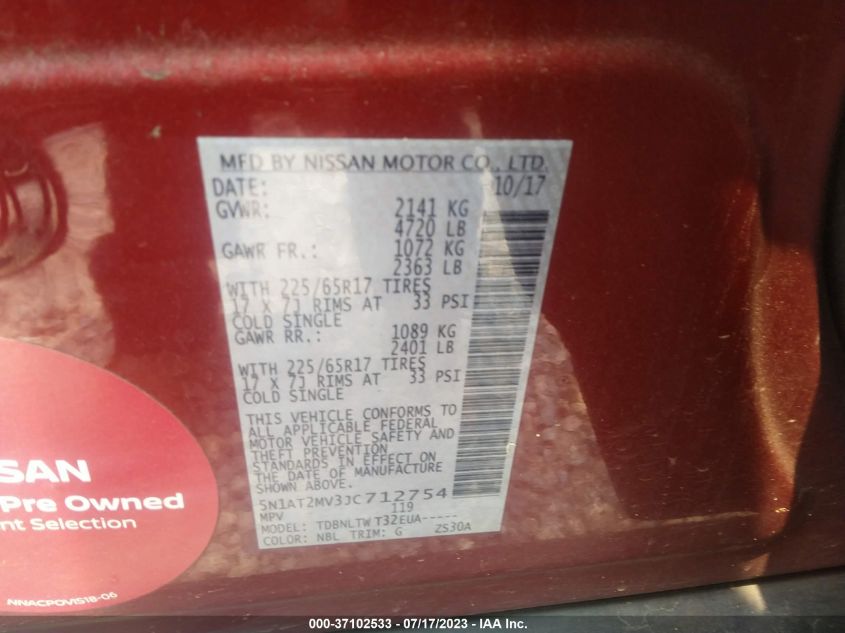 MFD BY NISSAN MOTOR CO., LTD.
DATE: 10/17
GVWR: 2141 KG
4720 LB
GAWR FR.: 1072 KG
2363 LB
WITH 225/65R17 TIRES
17 X 7J RIMS AT 33 PSI
COLD SINGLE
GAWR RR.: 1089 KG
2401 LB
WITH 225/65R17 TIRES
17 X 7J RIMS AT 33 PSI
COLD SINGLE
THIS VEHICLE CONFORMS TO
ALL APPLICABLE FEDERAL
MOTOR VEHICLE SAFETY AND
THEFT PREVENTION
STANDARDS IN EFFECT ON
THE DATE OF MANUFACTURE
SHOWN ABOVE
5N1AT2MV3JC712754
MPV 119
MODEL: TDBNLTW T32EUA-----
COLOR: NBL TRIM: G ZS30A
SSAN
Pre Owned
nt Selection
NNACPOVIS18-06
000-37102533 - 07/17/2023 - IAA Inc.